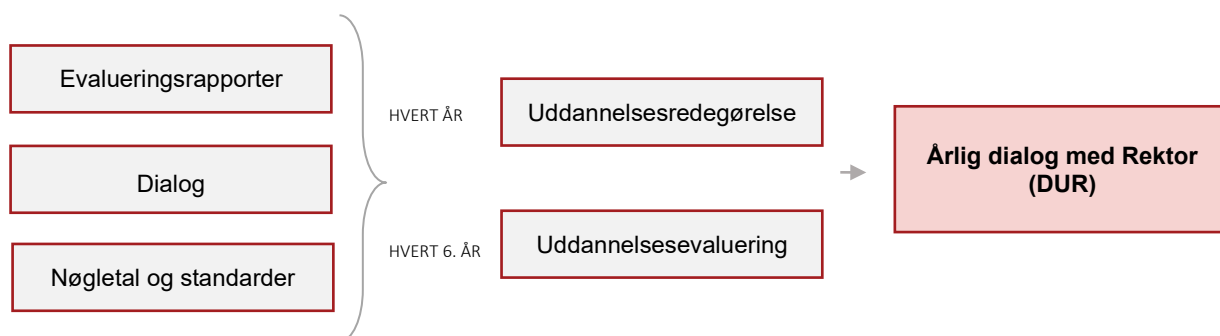 Evalueringsrapporter
Dialog
Nøgletal og standarder
HVERT ÅR
Uddannelsesredegørelse
HVERT 6. ÅR
Uddannelsesevaluering
Årlig dialog med Rektor
(DUR)